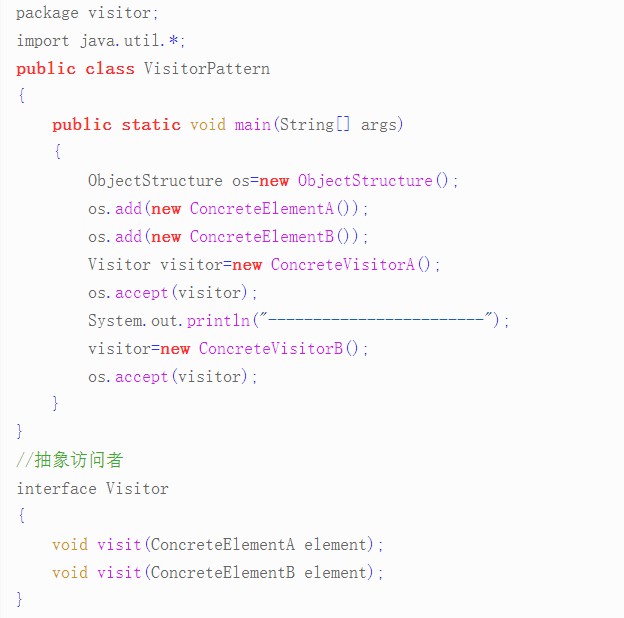 package visitor;
import java.util.*;
public class VisitorPattern
{
    public static void main(String[] args)
    {
        ObjectStructure os=new ObjectStructure();
        os.add(new ConcreteElementA());
        os.add(new ConcreteElementB());
        Visitor visitor=new ConcreteVisitorA();
        os.accept(visitor);
        System.out.println("------------------------");
        visitor=new ConcreteVisitorB();
        os.accept(visitor);
    }
}
//抽象访问者
interface Visitor
{
    void visit(ConcreteElementA element);
    void visit(ConcreteElementB element);
}